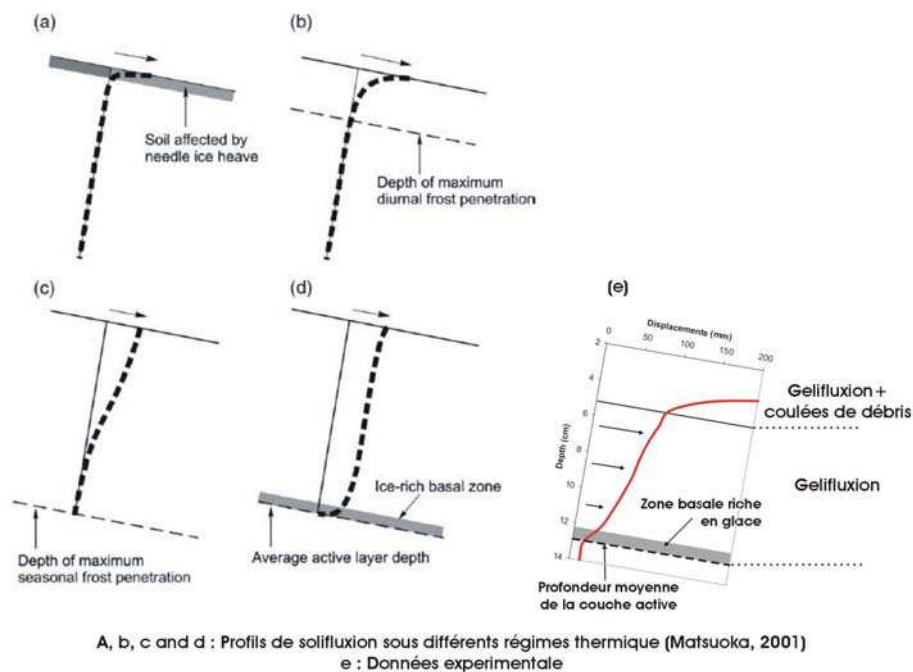 (a)
Soil affected by
needle ice heave
(b)
Depth of maximum
diurnal frost penetration
(c)
Depth of maximum
seasonal frost penetration
(d)
Ice-rich basal zone
Average active layer depth
(e)
Displacements (mm)
0
50
100
150
200
Depth (cm)
2
4
6
8
10
12
14
Gelifluxion +
coulées de débris
Gelifluxion
Zone basale riche
en glace
Profondeur moyenne
de la couche active
A, b, c and d : Profils de solifluxion sous différents régimes thermique (Matsuoka, 2001)
e : Données experimentale